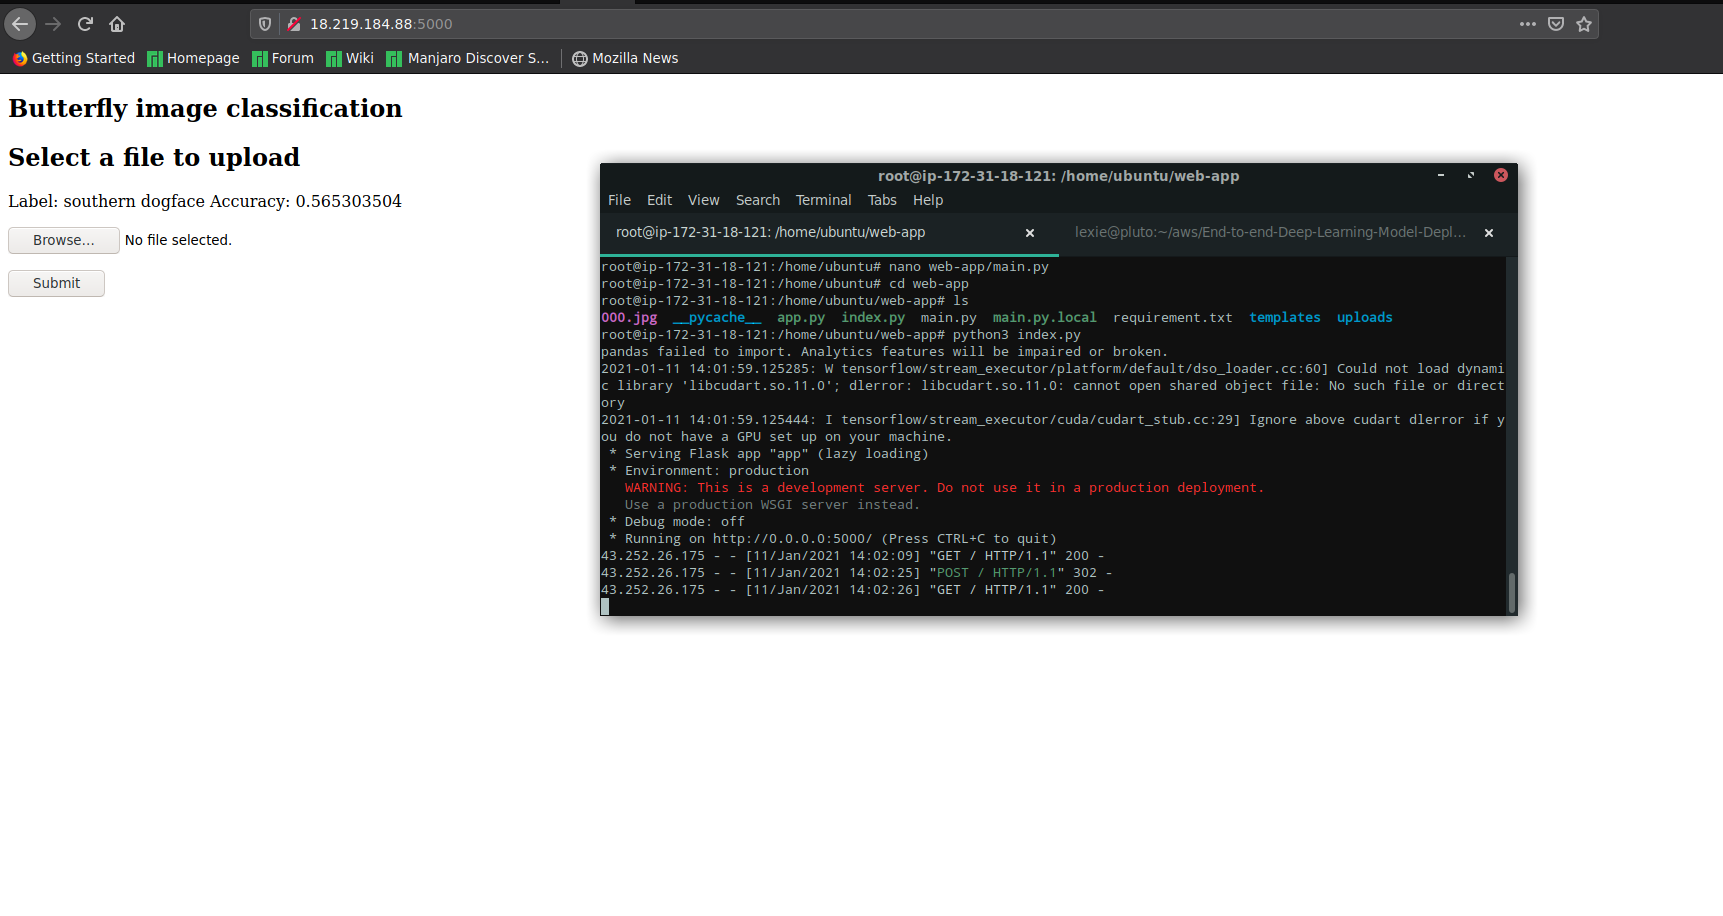 18.219.184.88:5000
Getting Started Homepage Forum Wiki Manjaro Discover S... Mozilla News
Butterfly image classification
Select a file to upload
Label: southern dogface Accuracy: 0.565303504
Browse... No file selected.
Submit
root@ip-172-31-18-121: /home/ubuntu/web-app
File Edit View Search Terminal Tabs Help
root@ip-172-31-18-121: /home/ubuntu/web-app lexie@pluto:~/aws/End-to-end-Deep-Learning-Model-Depl...
root@ip-172-31-18-121:/home/ubuntu# nano web-app/main.py
root@ip-172-31-18-121:/home/ubuntu# cd web-app
root@ip-172-31-18-121:/home/ubuntu/web-app# ls
000.jpg __pycache__ app.py index.py main.py main.py.local requirement.txt templates uploads
root@ip-172-31-18-121:/home/ubuntu/web-app# python3 index.py
pandas failed to import. Analytics features will be impaired or broken.
2021-01-11 14:01:59.125285: W tensorflow/stream_executor/platform/default/dso_loader.cc:60] Could not load dynami
c library 'libcudart.so.11.0'; dlerror: libcudart.so.11.0: cannot open shared object file: No such file or direct
ory
2021-01-11 14:01:59.125444: I tensorflow/stream_executor/cuda/cudart_stub.cc:29] Ignore above cudart dlerror if y
ou do not have a GPU set up on your machine.
* Serving Flask app "app" (lazy loading)
* Environment: production
WARNING: This is a development server. Do not use it in a production deployment.
Use a production WSGI server instead.
* Debug mode: off
* Running on http://0.0.0.0:5000/ (Press CTRL+C to quit)
43.252.26.175 - - [11/Jan/2021 14:02:09] "GET / HTTP/1.1" 200 -
43.252.26.175 - - [11/Jan/2021 14:02:25] "POST / HTTP/1.1" 302 -
43.252.26.175 - - [11/Jan/2021 14:02:26] "GET / HTTP/1.1" 200 -